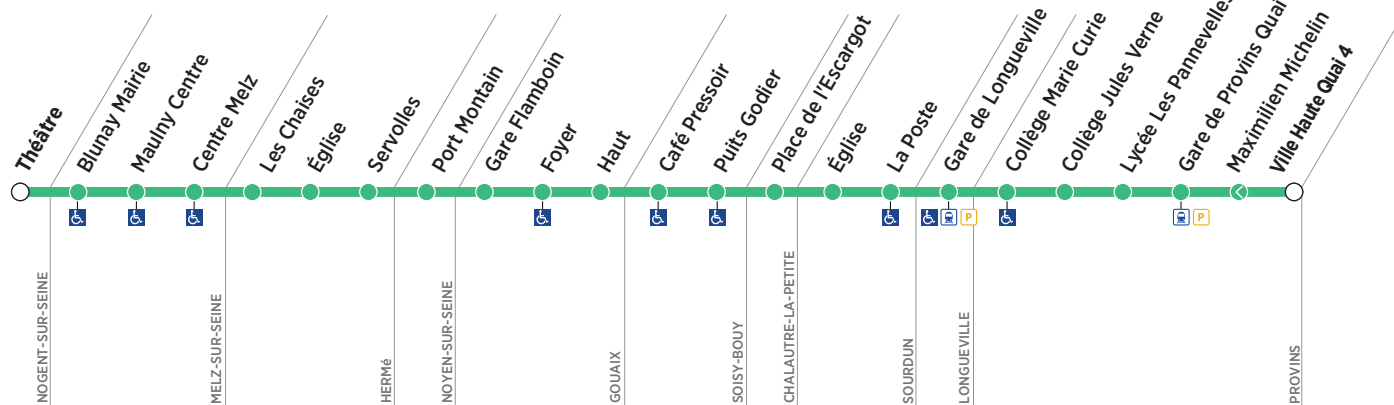 Théâtre
Blunay Mairie
Maulny Centre
Centre Melz
Les Chaises
Église
Servolles
Port Montain
Gare Flamboin
Foyer
Haut
Café Pressoir
Puits Godier
Place de l'Escargot
Église
La Poste
Gare de Longueville
Collège Marie Curie
Collège Jules Verne
Lycée Les Pannevelles
Gare de Provins Quai
Maximilien Michelin
Ville Haute Quai 4
P
P
NOGENT-SUR-SEINE
MELZ-SUR-SEINE
HERMé
NOYEN-SUR-SEINE
GOUAIX
SOISY-BOUY
CHALAUTRE-LA-PETITE
SOURDUN
LONGUEVILLE
PROVINS